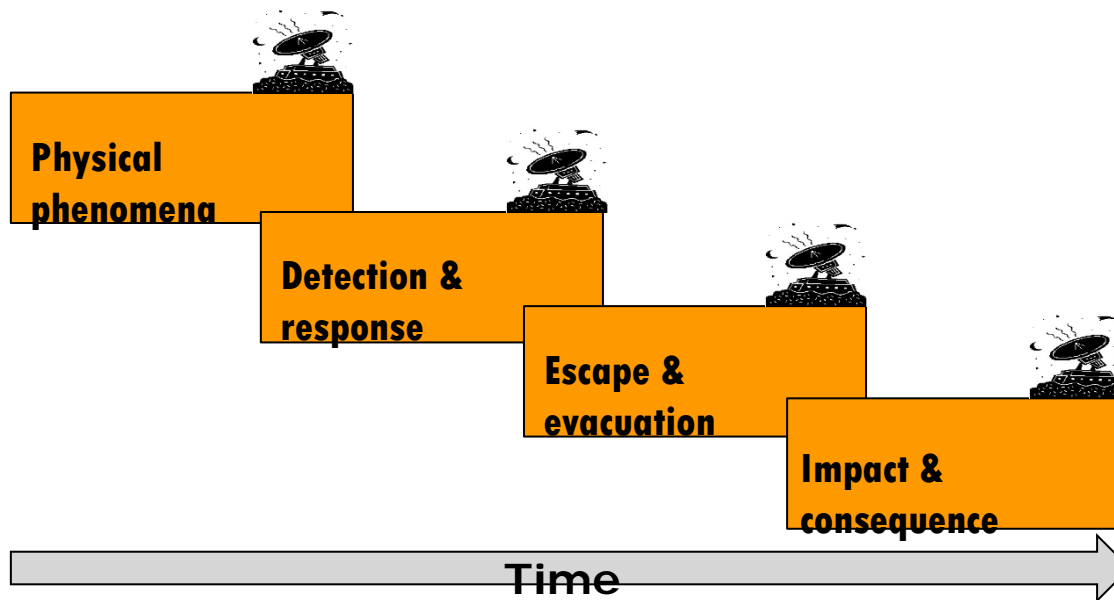 Physical
phenomena
Detection &
response
Escape &
evacuation
Impact &
consequence
Time